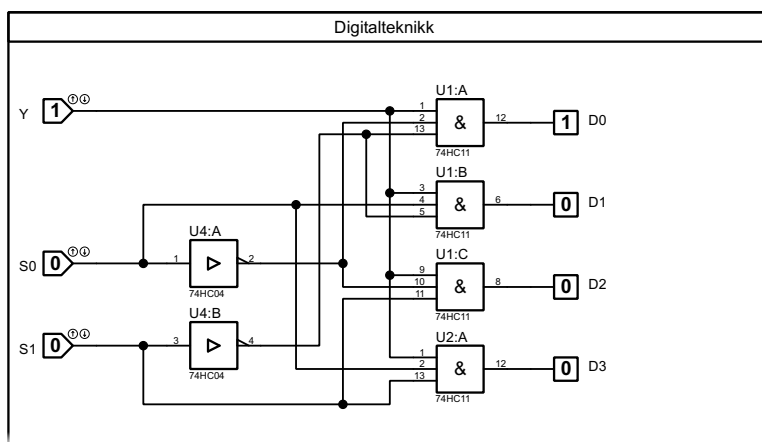 Digitalteknikk
U1:A
Y 1 1 2 13 & 12 1 D0
74HC11
U1:B
3 4 5 & 6 0 D1
74HC11
U4:A U1:C
S0 0 1 2 9 10 11 & 8 0 D2
74HC04 74HC11
U4:B U2:A
S1 0 3 4 1 2 13 & 12 0 D3
74HC04 74HC11